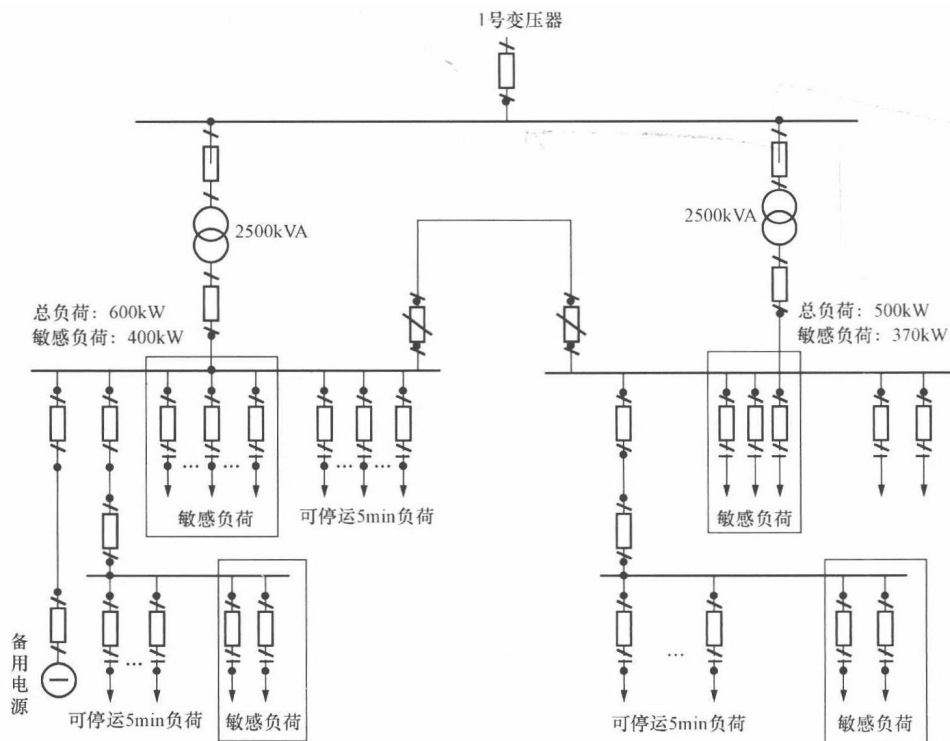 1号变压器
2500kVA
2500kVA
总负荷：600kW
敏感负荷：400kW
总负荷：500kW
敏感负荷：370kW
敏感负荷
可停运5min负荷
敏感负荷
备用电源
可停运5min负荷
敏感负荷
可停运5min负荷
敏感负荷